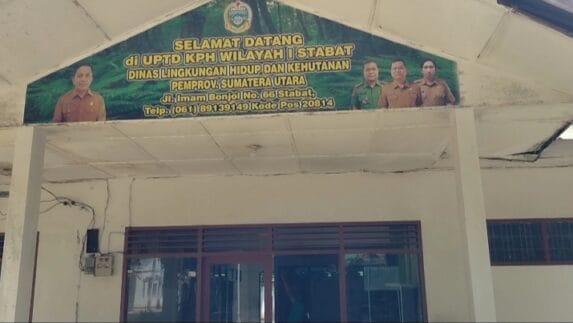 SELAMAT DATANG
di UPTD KPH WILAYAH I STABAT
DINAS LINGKUNGAN HIDUP DAN KEHUTANAN
PEMPROV. SUMATERA UTARA
Jl. Imam Bonjol No. 66 Stabat,
Telp. (061) 89139149 Kode Pos 20814